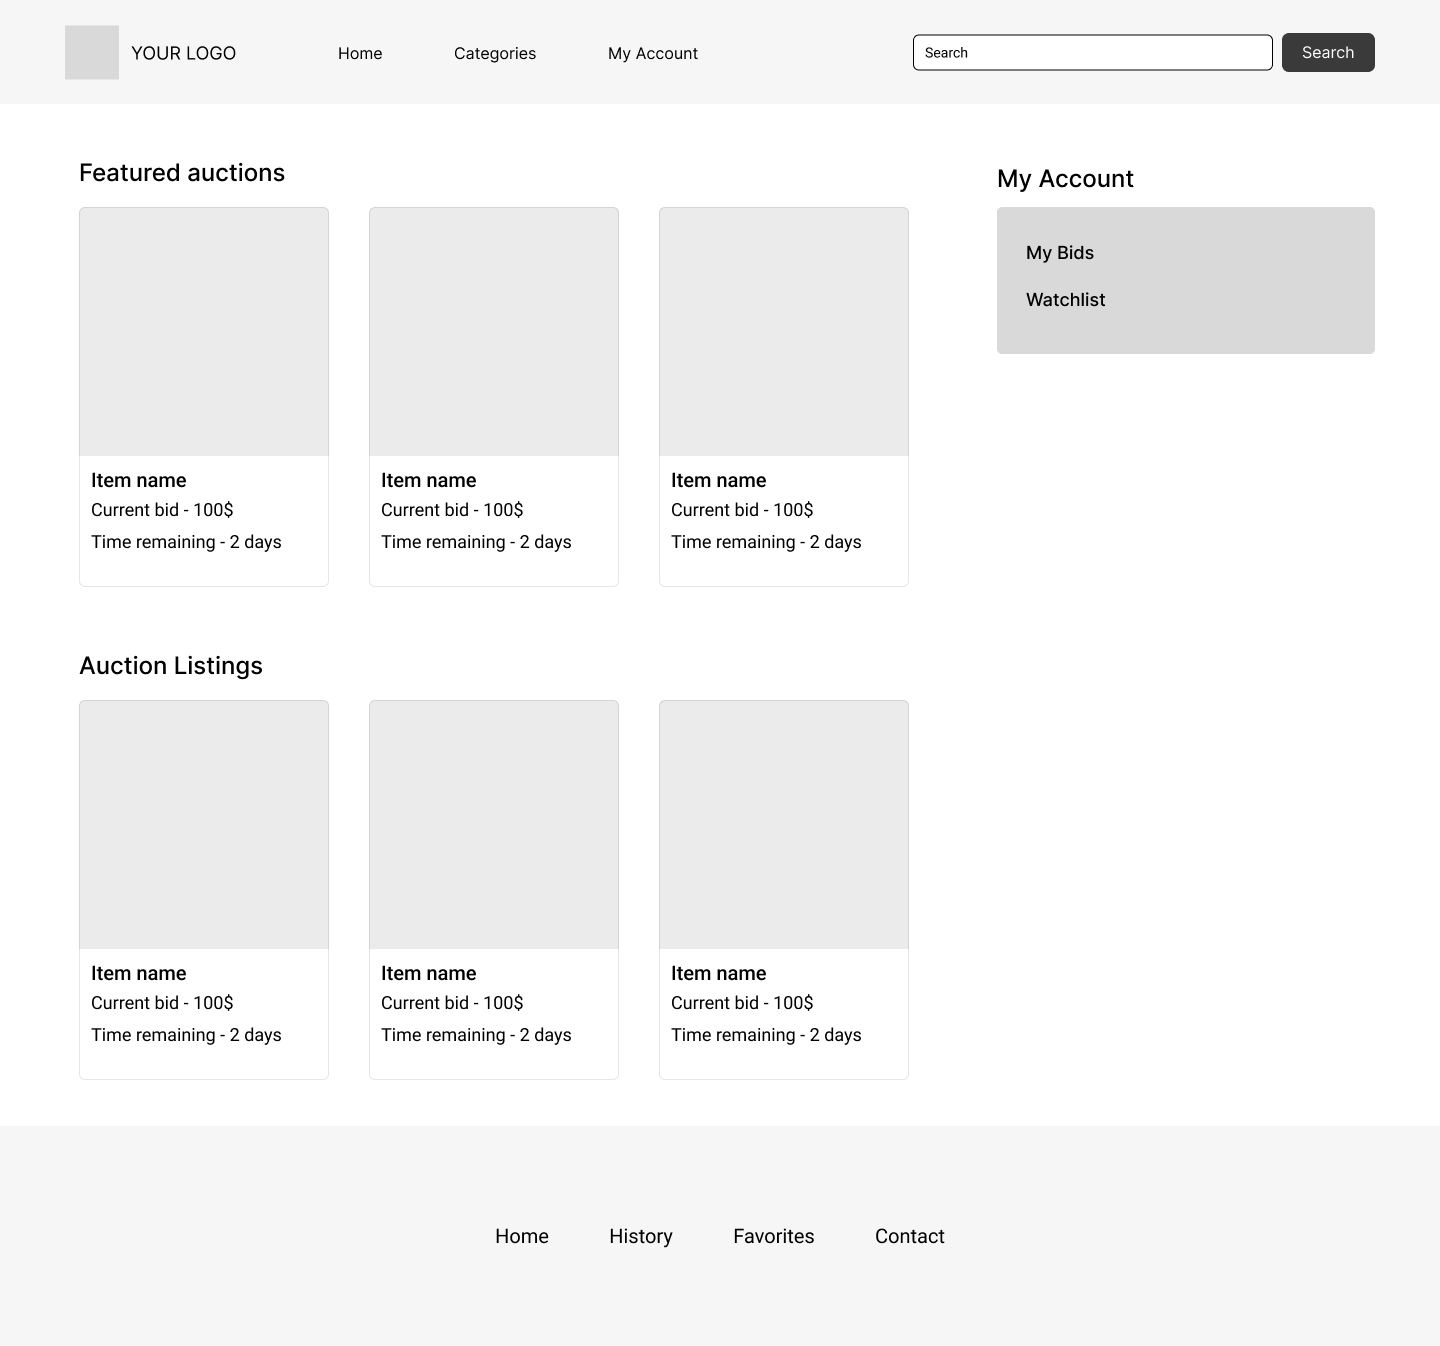 YOUR LOGO
Home
Categories
My Account
Search
Search
Featured auctions
Item name
Current bid - 100$
Time remaining - 2 days
Item name
Current bid - 100$
Time remaining - 2 days
Item name
Current bid - 100$
Time remaining - 2 days
My Account
My Bids
Watchlist
Auction Listings
Item name
Current bid - 100$
Time remaining - 2 days
Item name
Current bid - 100$
Time remaining - 2 days
Item name
Current bid - 100$
Time remaining - 2 days
Home
History
Favorites
Contact